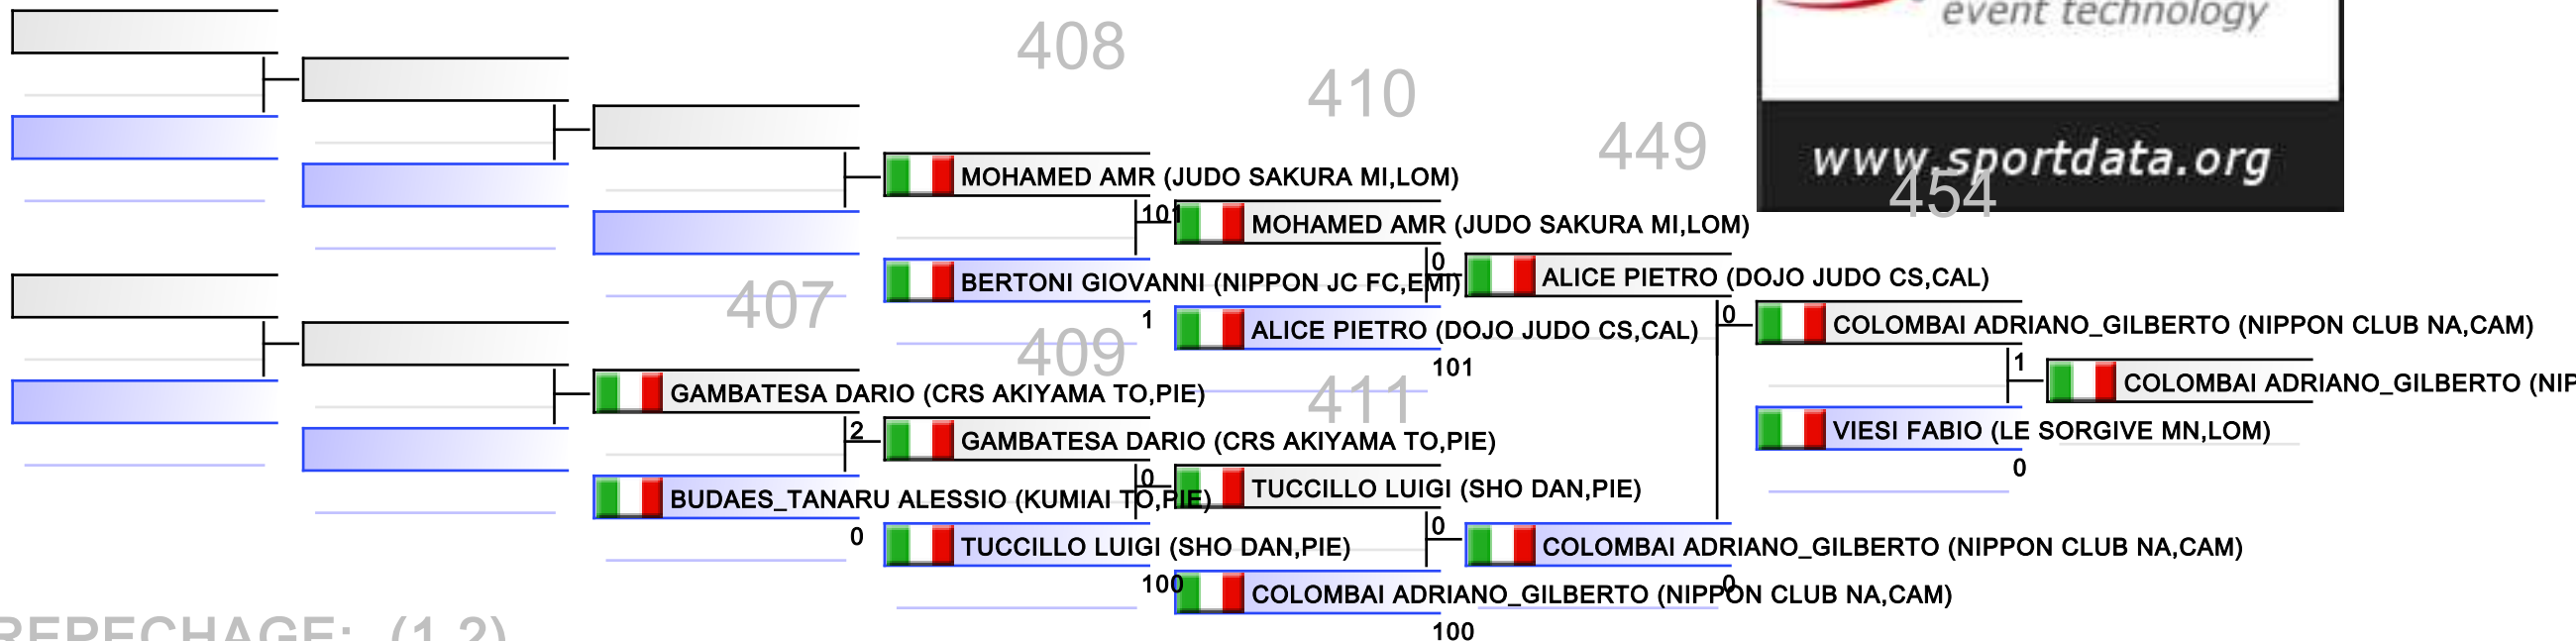 event technology
408
410
449
www.sportdata.org
454
MOHAMED AMR (JUDO SAKURA MI,LOM)
101
MOHAMED AMR (JUDO SAKURA MI,LOM)
0
BERTONI GIOVANNI (NIPPON JC FC,EMI)
1
ALICE PIETRO (DOJO JUDO CS,CAL)
ALICE PIETRO (DOJO JUDO CS,CAL)
101
0
COLOMBAI ADRIANO_GILBERTO (NIPPON CLUB NA,CAM)
1
COLOMBAI ADRIANO_GILBERTO (NIP
VIESI FABIO (LE SORGIVE MN,LOM)
0
407
409
411
GAMBATESA DARIO (CRS AKIYAMA TO,PIE)
2
GAMBATESA DARIO (CRS AKIYAMA TO,PIE)
0
BUDAES_TANARU ALESSIO (KUMIAI TO,PIE)
0
TUCCILLO LUIGI (SHO DAN,PIE)
0
TUCCILLO LUIGI (SHO DAN,PIE)
100
COLOMBAI ADRIANO_GILBERTO (NIPPON CLUB NA,CAM)
0
COLOMBAI ADRIANO_GILBERTO (NIPPON CLUB NA,CAM)
100
REPECHAGE: (1,2)